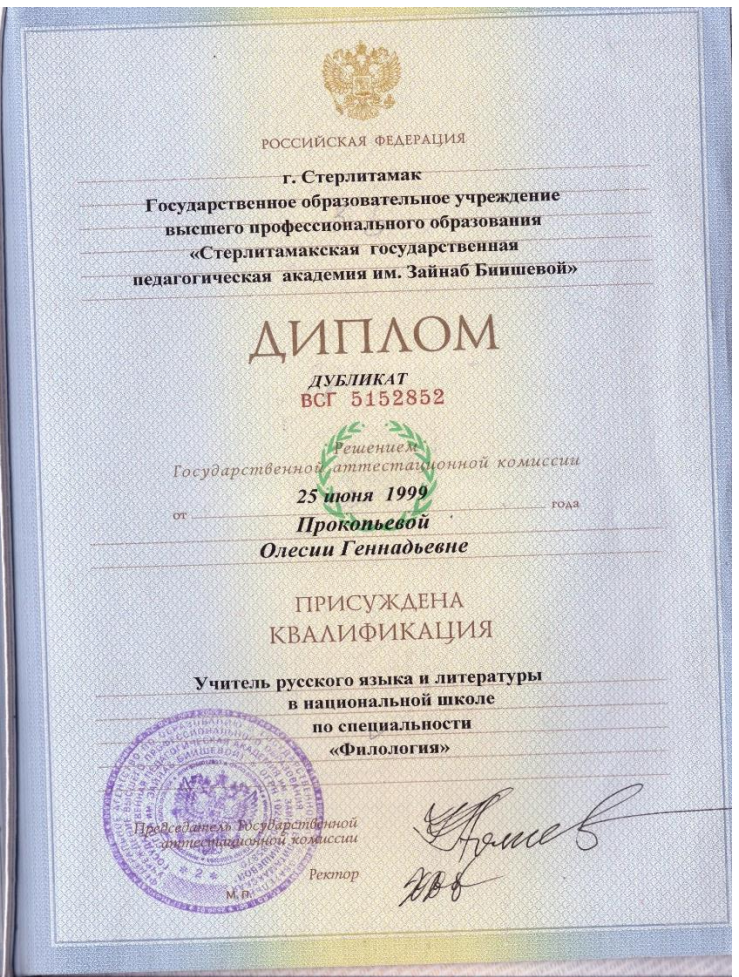 РОССИЙСКАЯ ФЕДЕРАЦИЯ
г. Стерлитамак
Государственное образовательное учреждение
высшего профессионального образования
«Стерлитамакская государственная
педагогическая академия им. Зайнаб Биишевой»
ДИПЛОМ
ДУБЛИКАТ
ВСГ 5152852
Решением
Государственной аттестационной комиссии
от 25 июня 1999 года
Прокопьевой
Олесии Геннадьевне
ПРИСУЖДЕНА
КВАЛИФИКАЦИЯ
Учитель русского языка и литературы
в национальной школе
по специальности
«Филология»
Председатель Государственной
аттестационной комиссии
Ректор
М.П.